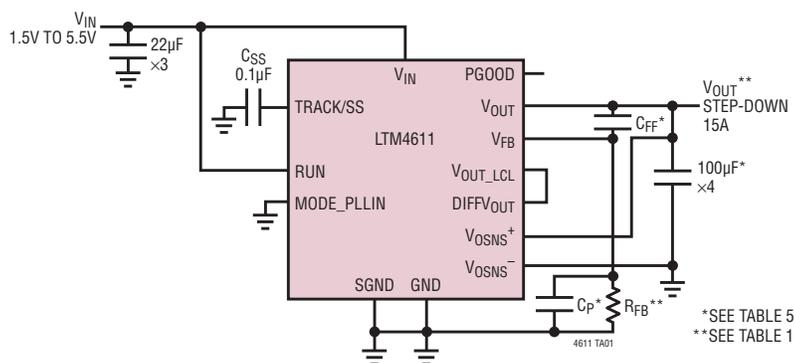 VIN
1.5V TO 5.5V
22µF
×3
CSS
0.1µF
VIN
PGOOD
TRACK/SS
VOUT
LTM4611
VFB
CFF*
VOUT**
STEP-DOWN
15A
RUN
VOUT_LCL
100µF*
×4
MODE_PLLIN
DIFFVOUT
VOSNS+
VOSNS–
SGND
GND
CP*
RFB**
4611 TA01
*SEE TABLE 5
**SEE TABLE 1